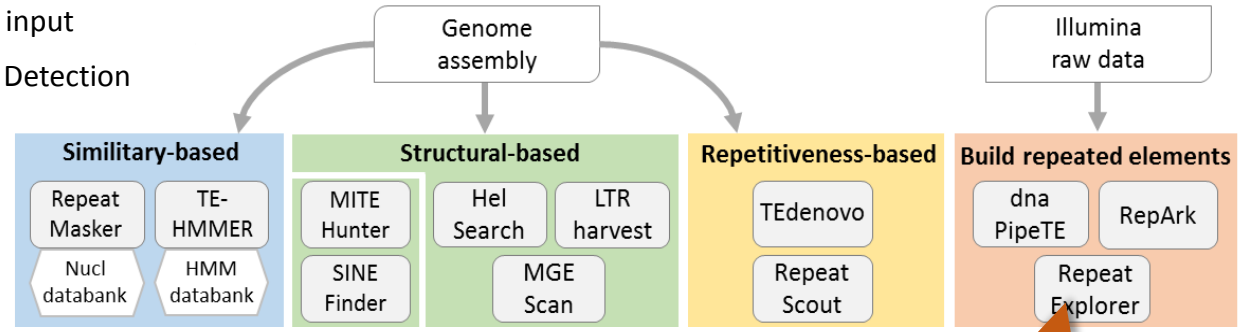 input
Genome
assembly
Illumina
raw data
Detection
Similitary-based
Structural-based
Repetitiveness-based
Build repeated elements
Repeat
Masker
TE-
HMMER
Nucl
databank
HMM
databank
MITE
Hunter
SINE
Finder
Hel
Search
LTR
harvest
MGE
Scan
TEdenovo
Repeat
Scout
dna
PipeTE
RepArk
Repeat
Explorer